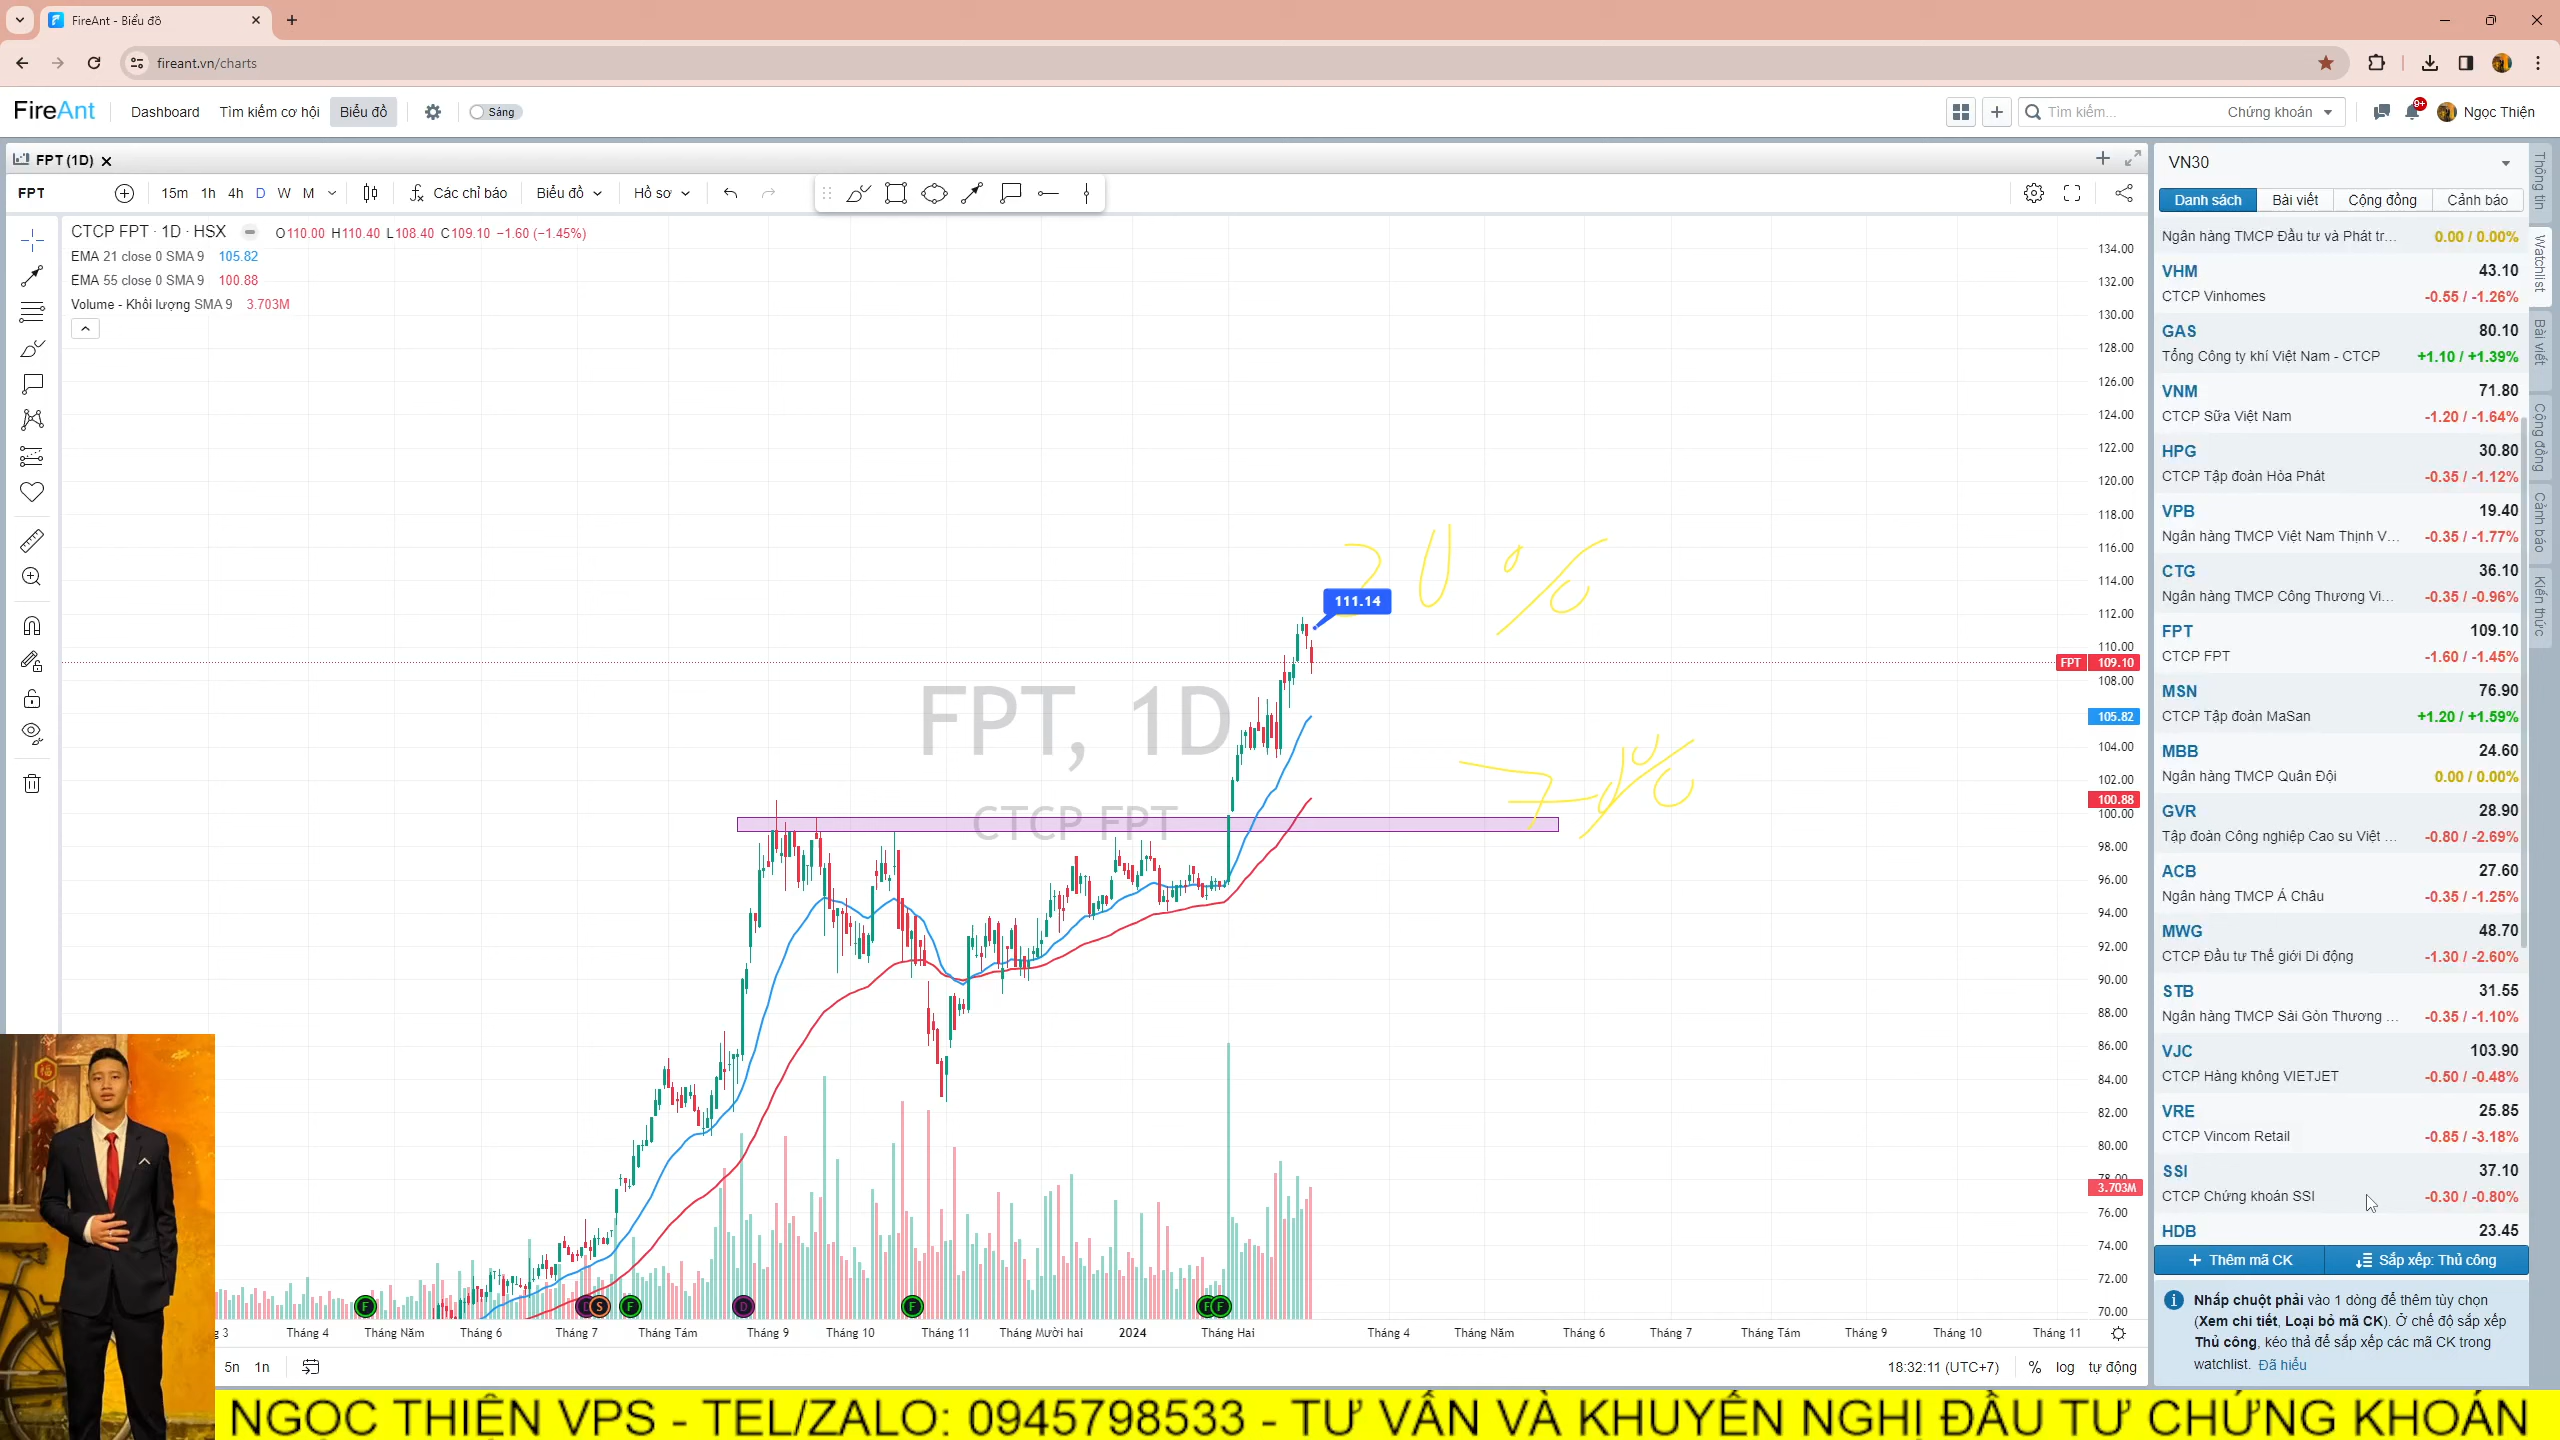 FireAnt - Biểu đồ
fireant.vn/charts
FireAnt
Dashboard
Tìm kiếm cơ hội
Biểu đồ
Sáng
Tìm kiếm...
Chứng khoán
9+
Ngọc Thiện
FPT (1D)
FPT
15m 1h 4h D W M
Các chỉ báo
Biểu đồ
Hồ sơ
CTCP FPT · 1D · HSX
O110.00 H110.40 L108.40 C109.10 −1.60 (−1.45%)
EMA 21 close 0 SMA 9 105.82
EMA 55 close 0 SMA 9 100.88
Volume - Khối lượng SMA 9 3.703M
20%
111.14
70%
FPT, 1D
CTCP FPT
134.00
132.00
130.00
128.00
126.00
124.00
122.00
120.00
118.00
116.00
114.00
112.00
110.00
FPT 109.10
108.00
105.82
104.00
102.00
100.88
100.00
98.00
96.00
94.00
92.00
90.00
88.00
86.00
84.00
82.00
80.00
78.00
3.703M
76.00
74.00
72.00
70.00
F D S F D F F F
3 Tháng 4 Tháng Năm Tháng 6 Tháng 7 Tháng Tám Tháng 9 Tháng 10 Tháng 11 Tháng Mười hai 2024 Tháng Hai Tháng 4 Tháng Năm Tháng 6 Tháng 7 Tháng Tám Tháng 9 Tháng 10 Tháng 11
5n 1n
18:32:11 (UTC+7)
% log tự động
VN30
Danh sách Bài viết Cộng đồng Cảnh báo
Ngân hàng TMCP Đầu tư và Phát tr... 0.00 / 0.00%
VHM 43.10
CTCP Vinhomes -0.55 / -1.26%
GAS 80.10
Tổng Công ty khí Việt Nam - CTCP +1.10 / +1.39%
VNM 71.80
CTCP Sữa Việt Nam -1.20 / -1.64%
HPG 30.80
CTCP Tập đoàn Hòa Phát -0.35 / -1.12%
VPB 19.40
Ngân hàng TMCP Việt Nam Thịnh V... -0.35 / -1.77%
CTG 36.10
Ngân hàng TMCP Công Thương Vi... -0.35 / -0.96%
FPT 109.10
CTCP FPT -1.60 / -1.45%
MSN 76.90
CTCP Tập đoàn MaSan +1.20 / +1.59%
MBB 24.60
Ngân hàng TMCP Quân Đội 0.00 / 0.00%
GVR 28.90
Tập đoàn Công nghiệp Cao su Việt ... -0.80 / -2.69%
ACB 27.60
Ngân hàng TMCP Á Châu -0.35 / -1.25%
MWG 48.70
CTCP Đầu tư Thế giới Di động -1.30 / -2.60%
STB 31.55
Ngân hàng TMCP Sài Gòn Thương ... -0.35 / -1.10%
VJC 103.90
CTCP Hàng không VIETJET -0.50 / -0.48%
VRE 25.85
CTCP Vincom Retail -0.85 / -3.18%
SSI 37.10
CTCP Chứng khoán SSI -0.30 / -0.80%
HDB 23.45
Thêm mã CK
Sắp xếp: Thủ công
Nhấp chuột phải vào 1 dòng để thêm tùy chọn
(Xem chi tiết, Loại bỏ mã CK). Ở chế độ sắp xếp
Thủ công, kéo thả để sắp xếp các mã CK trong
watchlist. Đã hiểu
Thông tin
Watchlist
Bài viết
Cộng đồng
Cảnh báo
Kiến thức
NGỌC THIỆN VPS - TEL/ZALO: 0945798533 - TƯ VẤN VÀ KHUYẾN NGHỊ ĐẦU TƯ CHỨNG KHOÁN